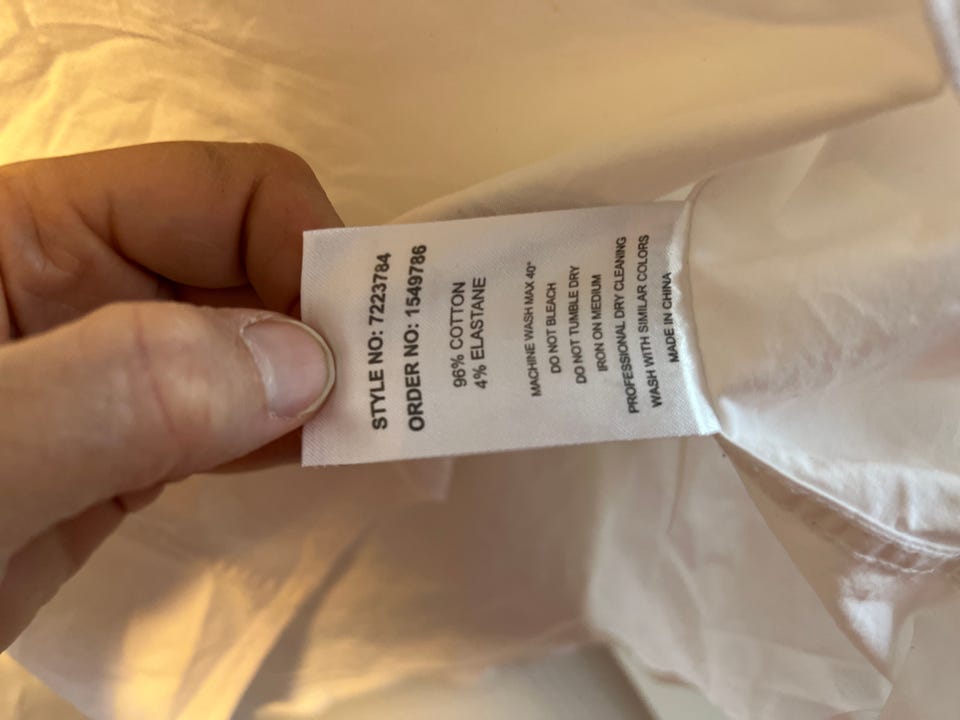 STYLE NO: 7223784
ORDER NO: 1549786
96% COTTON
4% ELASTANE
MACHINE WASH MAX 40°
DO NOT BLEACH
DO NOT TUMBLE DRY
IRON ON MEDIUM
PROFESSIONAL DRY CLEANING
WASH WITH SIMILAR COLORS
MADE IN CHINA